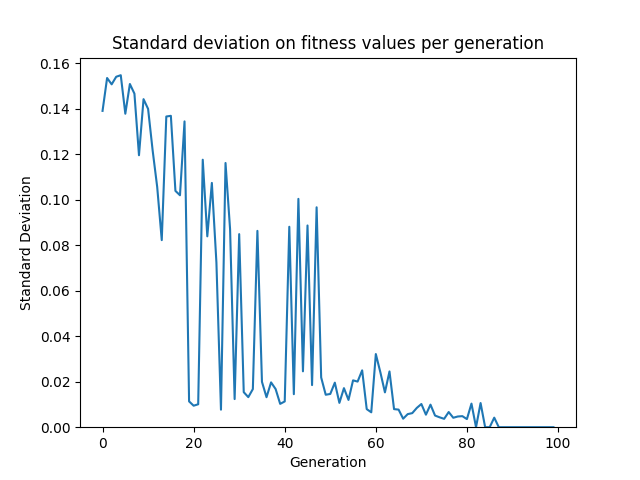 Standard deviation on fitness values per generation
0.16
0.14
0.12
0.10
0.08
0.06
0.04
0.02
0.00
Standard Deviation
0 20 40 60 80 100
Generation